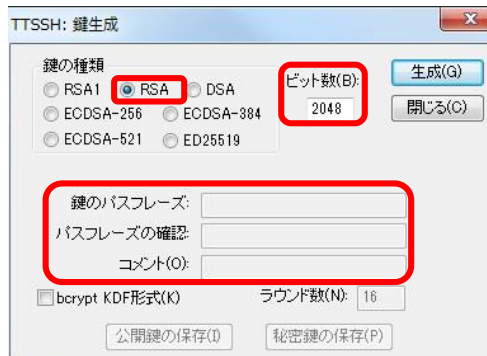 TTSSH: 鍵生成
鍵の種類
RSA1 RSA DSA
ECDSA-256 ECDSA-384
ECDSA-521 ED25519
ビット数(B):
2048
生成(G)
閉じる(C)
鍵のパスフレーズ:
パスフレーズの確認:
コメント(O):
bcrypt KDF形式(K) ラウンド数(N): 16
公開鍵の保存(I) 秘密鍵の保存(P)